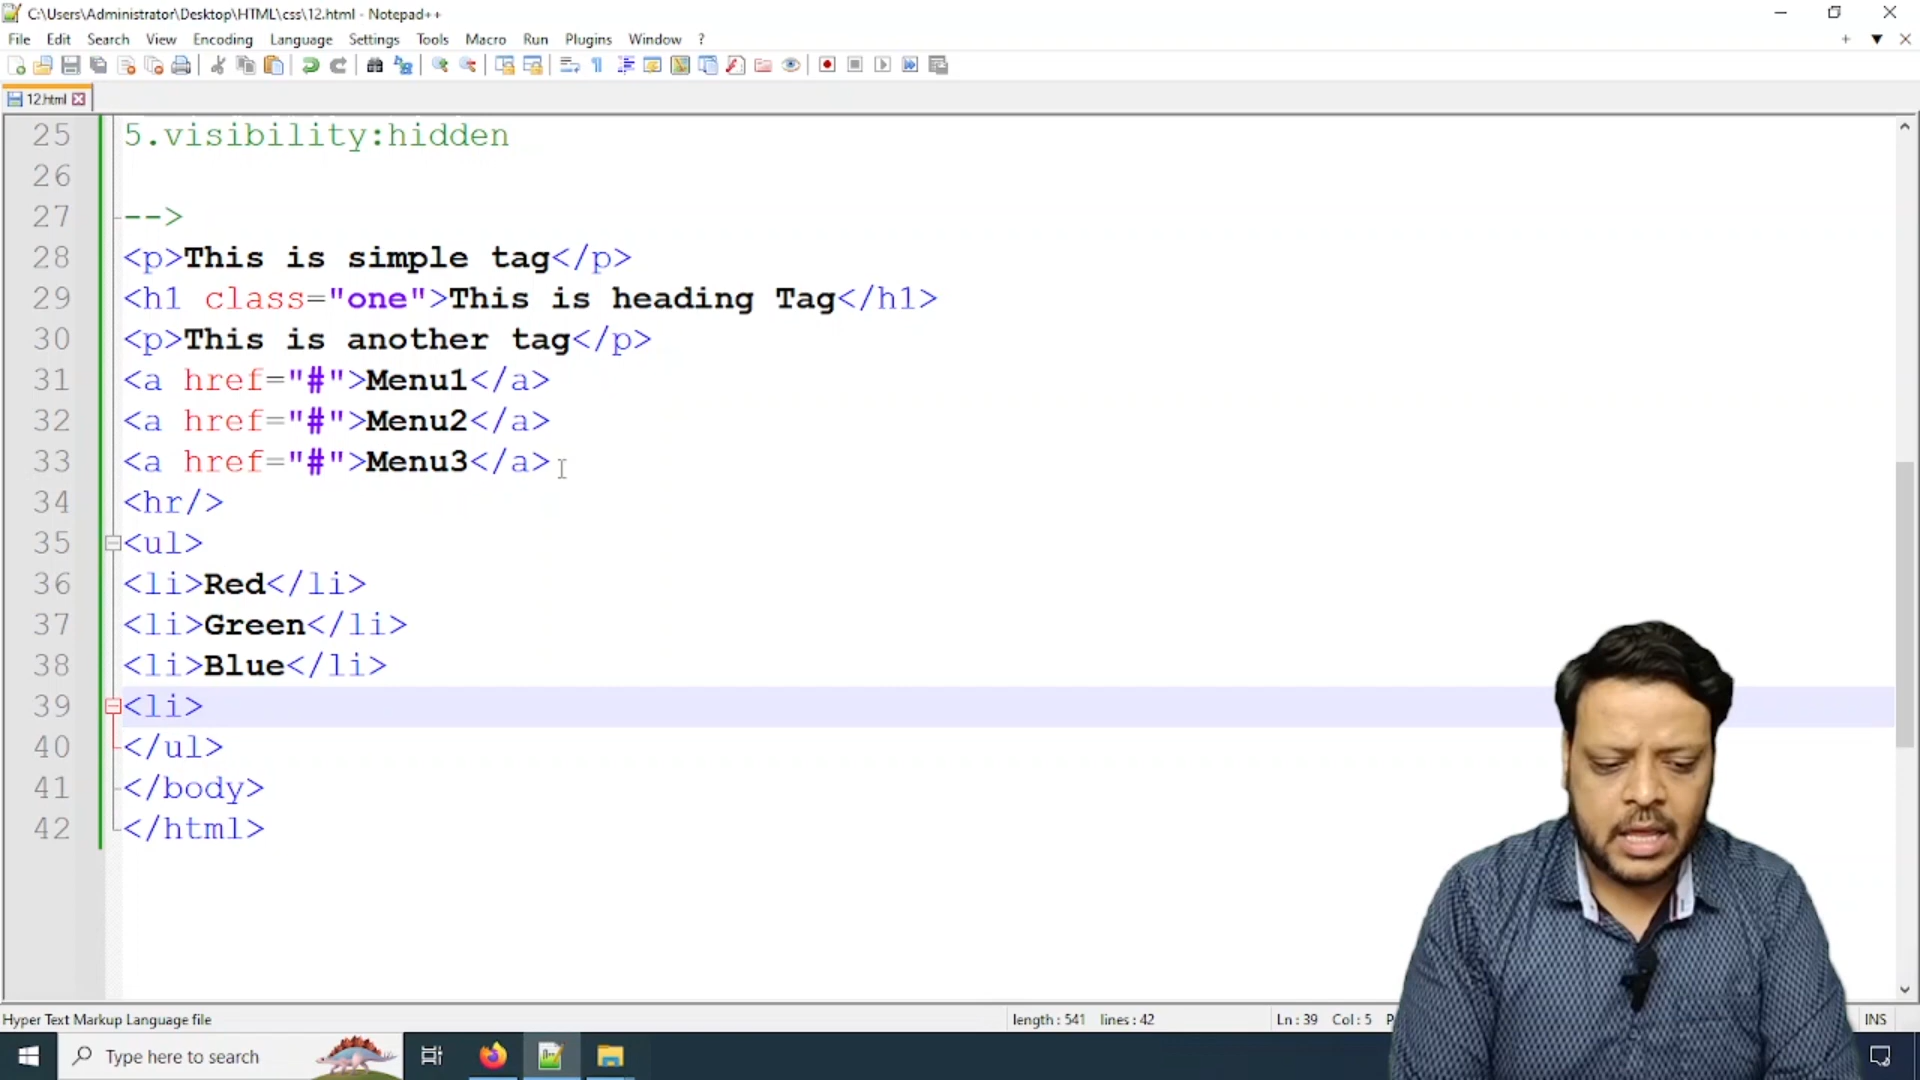 C:\Users\Administrator\Desktop\HTML\css\12.html - Notepad++
File Edit Search View Encoding Language Settings Tools Macro Run Plugins Window ?
12.html
25 5.visibility:hidden
26
27 -->
28 <p>This is simple tag</p>
29 <h1 class="one">This is heading Tag</h1>
30 <p>This is another tag</p>
31 <a href="#">Menu1</a>
32 <a href="#">Menu2</a>
33 <a href="#">Menu3</a>
34 <hr/>
35 <ul>
36 <li>Red</li>
37 <li>Green</li>
38 <li>Blue</li>
39 <li>
40 </ul>
41 </body>
42 </html>
Hyper Text Markup Language file length : 541 lines : 42 Ln : 39 Col : 5 P INS
Type here to search